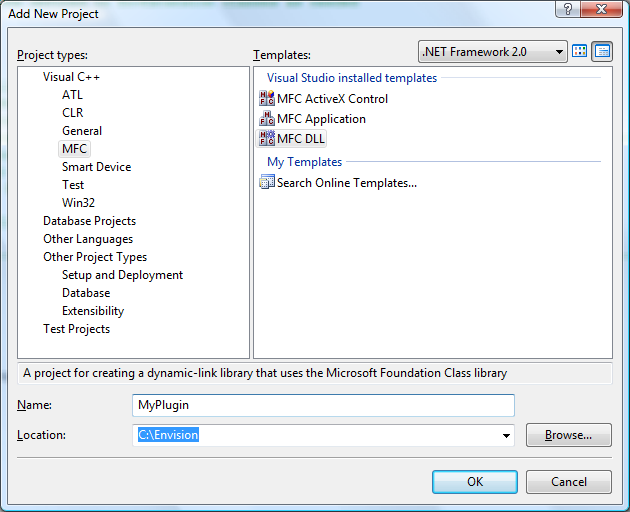 Add New Project
Project types:
Templates:
.NET Framework 2.0
Visual C++
ATL
CLR
General
MFC
Smart Device
Test
Win32
Database Projects
Other Languages
Other Project Types
Setup and Deployment
Database
Extensibility
Test Projects
Visual Studio installed templates
MFC ActiveX Control
MFC Application
MFC DLL
My Templates
Search Online Templates...
A project for creating a dynamic-link library that uses the Microsoft Foundation Class library
Name:
MyPlugin
Location:
C:\Envision
Browse...
OK
Cancel